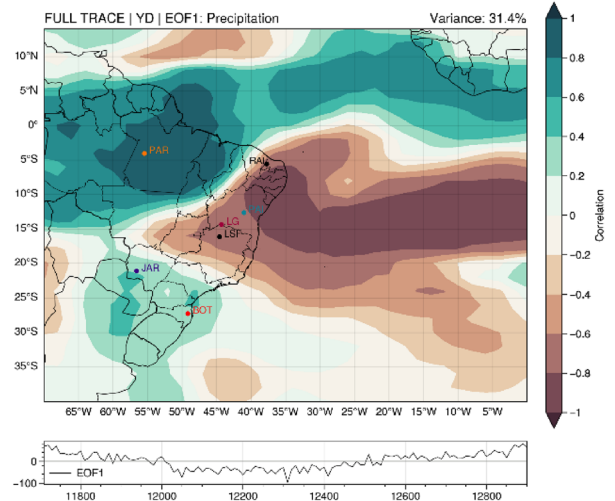 FULL TRACE | YD | EOF1: Precipitation Variance: 31.4%
10°N
5°N
0°
5°S
10°S
15°S
20°S
25°S
30°S
35°S
PAR
RAI
LG
LSF
JAR
BOT
65°W 60°W 55°W 50°W 45°W 40°W 35°W 30°W 25°W 20°W 15°W 10°W 5°W
1
0.8
0.6
0.4
0.2
0
−0.2
−0.4
−0.6
−0.8
−1
Correlation
0
−100
EOF1
11800 12000 12200 12400 12600 12800